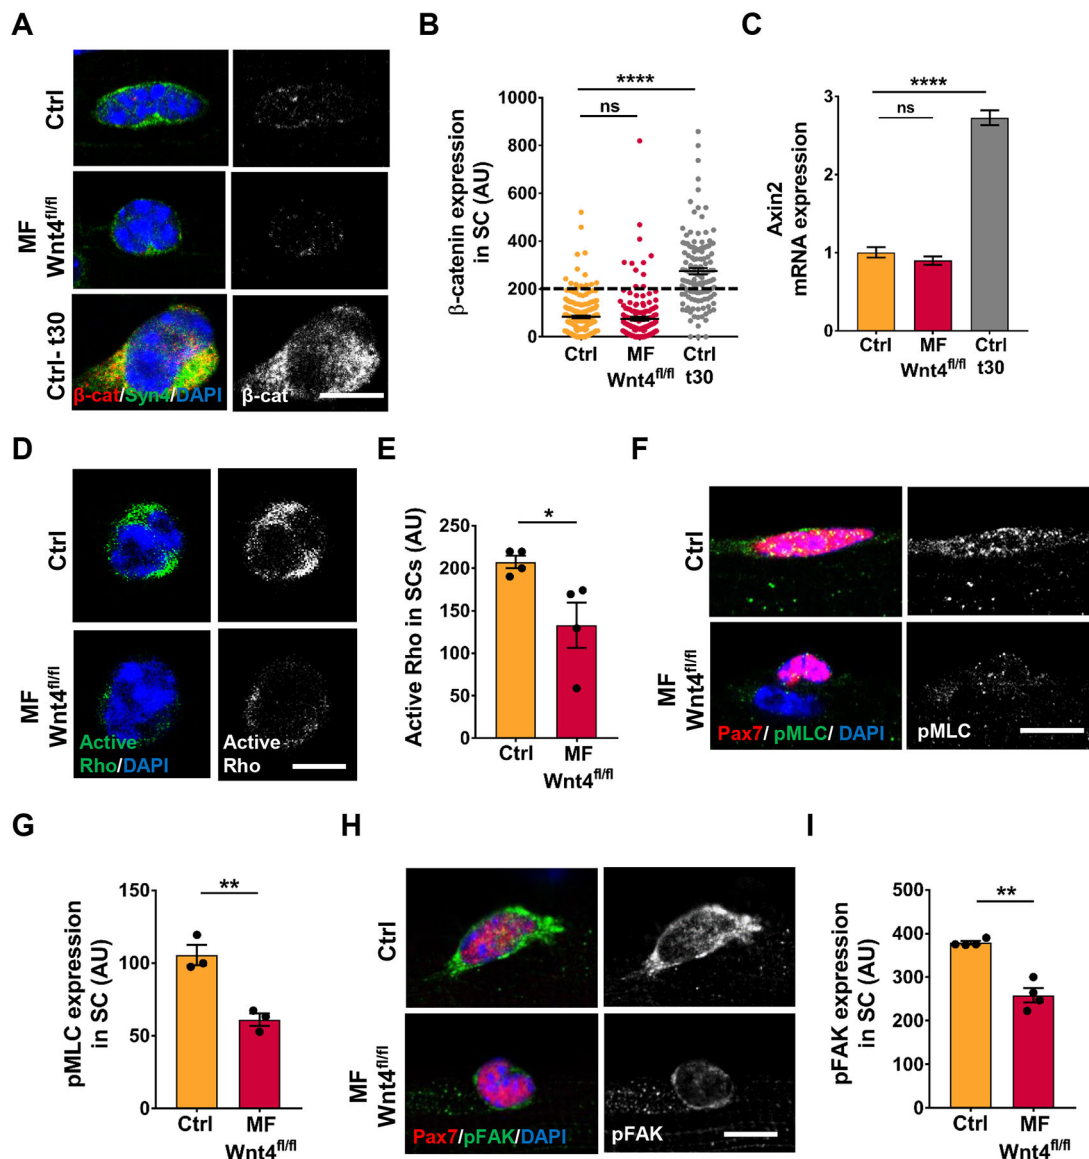 A
Ctrl
MF
Wnt4fl/fl
Ctrl- t30
β-cat/Syn4/DAPI
β-cat
B
β-catenin expression
in SC (AU)
1000
800
600
400
200
0
****
ns
Ctrl
MF
Wnt4fl/fl
Ctrl
t30
C
Axin2
mRNA expression
3
2
1
0
****
ns
Ctrl
MF
Wnt4fl/fl
Ctrl
t30
D
Ctrl
MF
Wnt4fl/fl
Active
Rho/DAPI
Active
Rho
E
Active Rho in SCs (AU)
250
200
150
100
50
0
*
Ctrl
MF
Wnt4fl/fl
F
Ctrl
MF
Wnt4fl/fl
Pax7/ pMLC/ DAPI
pMLC
G
pMLC expression
in SC (AU)
150
100
50
0
**
Ctrl
MF
Wnt4fl/fl
H
Ctrl
MF
Wnt4fl/fl
Pax7/pFAK/DAPI
pFAK
I
pFAK expression
in SC (AU)
500
400
300
200
100
0
**
Ctrl
MF
Wnt4fl/fl